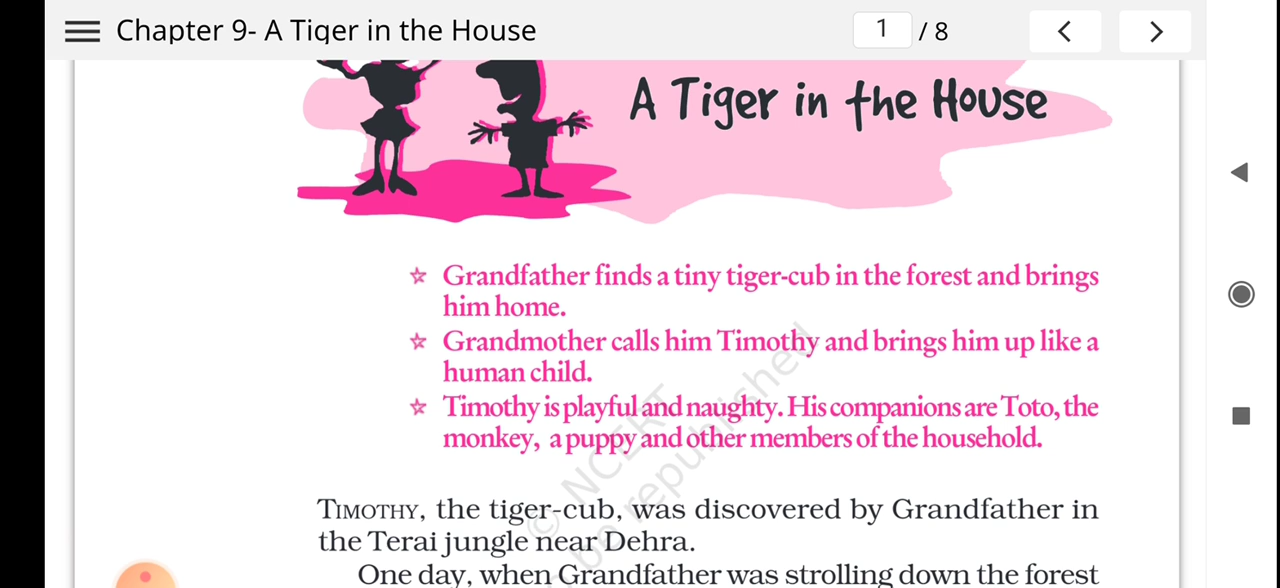 Chapter 9- A Tiger in the House
1 / 8
A Tiger in the House
☆ Grandfather finds a tiny tiger-cub in the forest and brings
him home.
☆ Grandmother calls him Timothy and brings him up like a
human child.
☆ Timothy is playful and naughty. His companions are Toto, the
monkey, a puppy and other members of the household.
© NCERT
be republished
TIMOTHY, the tiger-cub, was discovered by Grandfather in
the Terai jungle near Dehra.
One day, when Grandfather was strolling down the forest